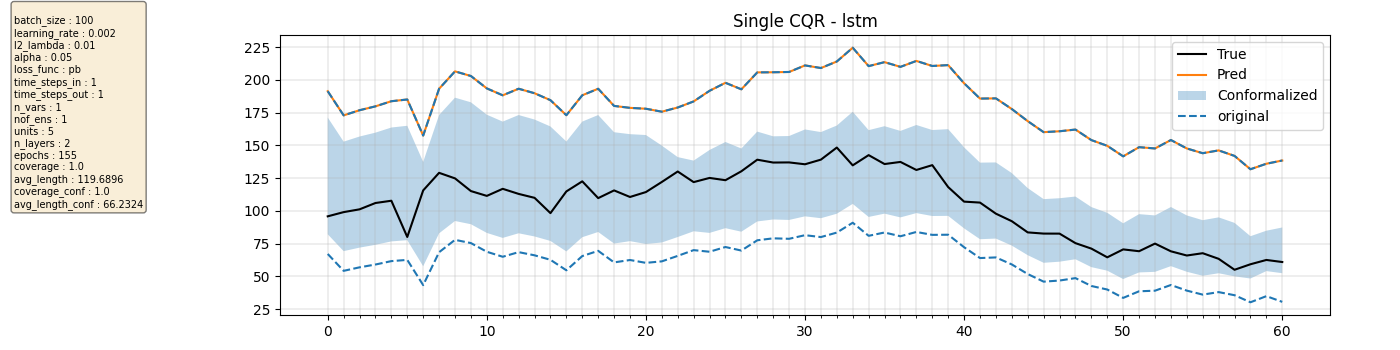 batch_size : 100
learning_rate : 0.002
l2_lambda : 0.01
alpha : 0.05
loss_func : pb
time_steps_in : 1
time_steps_out : 1
n_vars : 1
nof_ens : 1
units : 5
n_layers : 2
epochs : 155
coverage : 1.0
avg_length : 119.6896
coverage_conf : 1.0
avg_length_conf : 66.2324
Single CQR - lstm
225
200
175
150
125
100
75
50
25
True
Pred
Conformalized
original
0 10 20 30 40 50 60